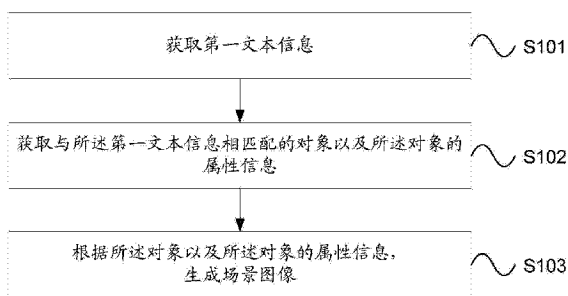 获取第一文本信息
S101
获取与所述第一文本信息相匹配的对象以及所述对象的
属性信息
S102
根据所述对象以及所述对象的属性信息，
生成场景图像
S103